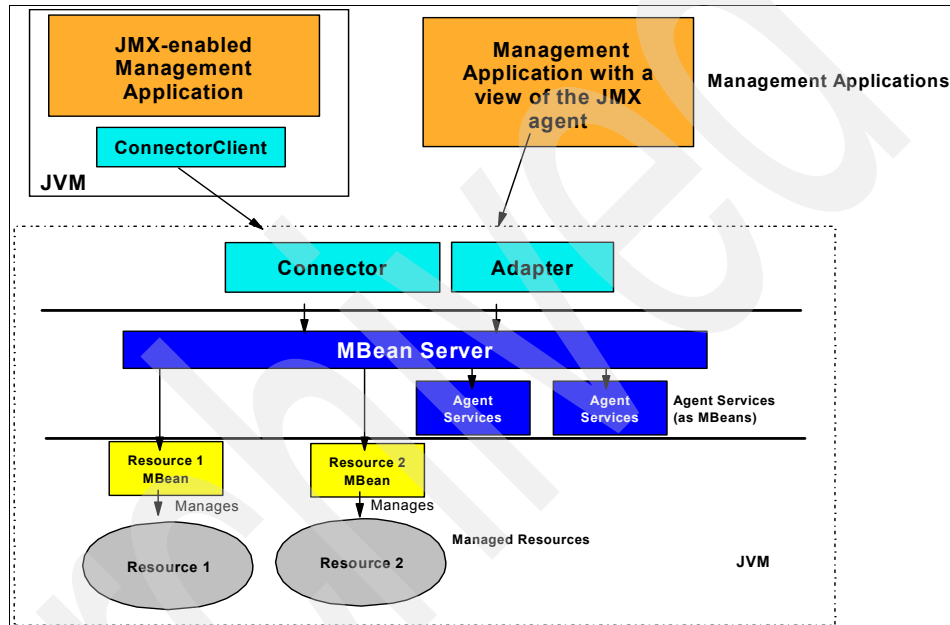 JMX-enabled
Management
Application
ConnectorClient
JVM
Management
Application with a
view of the JMX
agent
Management Applications
Connector
Adapter
MBean Server
Agent
Services
Agent
Services
Agent Services
(as MBeans)
Resource 1
MBean
Resource 2
MBean
Manages
Manages
Managed Resources
Resource 1
Resource 2
JVM